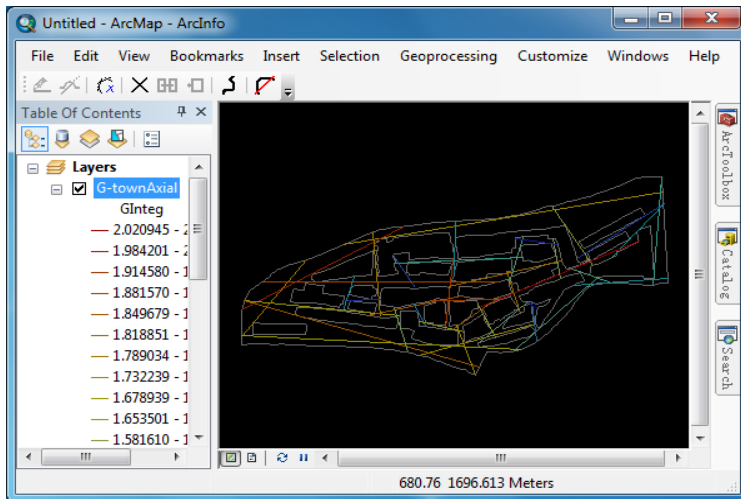 Untitled - ArcMap - ArcInfo
File Edit View Bookmarks Insert Selection Geoprocessing Customize Windows Help
Table Of Contents
Layers
G-townAxial
GInteg
2.020945 - 2
1.984201 - 2
1.914580 - 1
1.881570 - 1
1.849679 - 1
1.818851 - 1
1.789034 - 1
1.732239 - 1
1.678939 - 1
1.653501 - 1
1.581610 - 1
ArcToolbox
Catalog
Search
680.76 1696.613 Meters